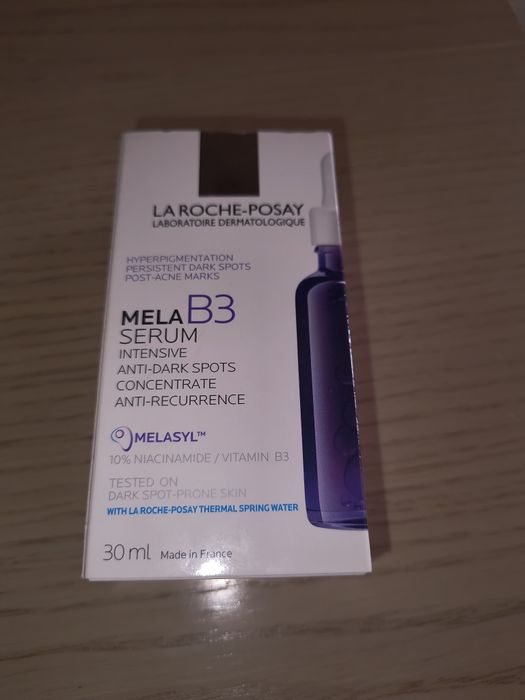 LA ROCHE-POSAY
LABORATOIRE DERMATOLOGIQUE
HYPERPIGMENTATION
PERSISTENT DARK SPOTS
POST-ACNE MARKS
MELA B3
SERUM
INTENSIVE
ANTI-DARK SPOTS
CONCENTRATE
ANTI-RECURRENCE
MELASYL™
10% NIACINAMIDE / VITAMIN B3
TESTED ON
DARK SPOT-PRONE SKIN
WITH LA ROCHE-POSAY THERMAL SPRING WATER
30 ml Made in France